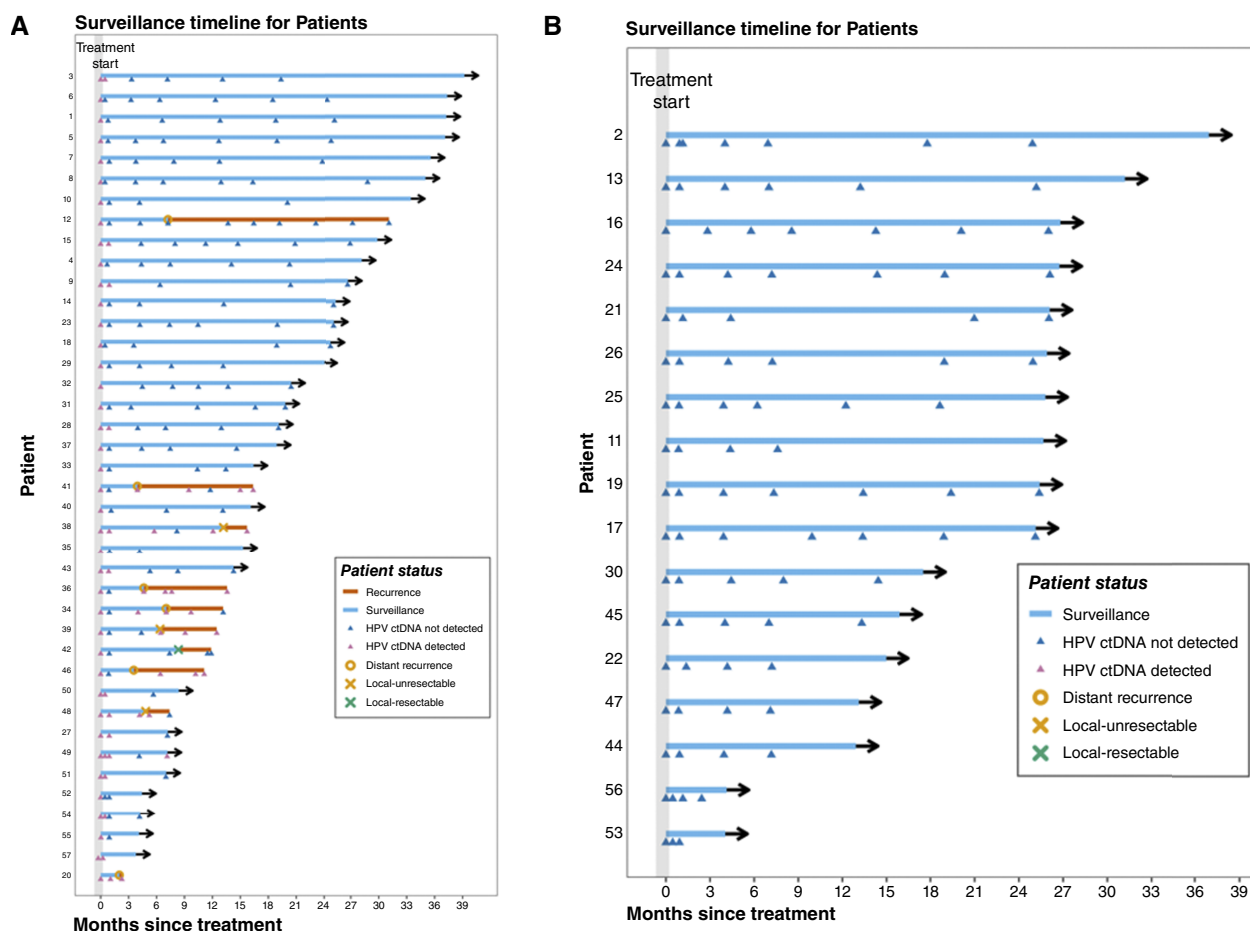 A
Surveillance timeline for Patients
Treatment
start
3
6
1
5
7
8
10
12
15
4
9
14
23
18
29
32
31
28
37
33
41
40
38
35
43
36
34
39
42
46
50
48
27
49
51
52
54
55
57
20
Patient
Patient status
Recurrence
Surveillance
HPV ctDNA not detected
HPV ctDNA detected
Distant recurrence
Local-unresectable
Local-resectable
0 3 6 9 12 15 18 21 24 27 30 33 36 39
Months since treatment
B
Surveillance timeline for Patients
Treatment
start
2
13
16
24
21
26
25
11
19
17
30
45
22
47
44
56
53
Patient
Patient status
Surveillance
HPV ctDNA not detected
HPV ctDNA detected
Distant recurrence
Local-unresectable
Local-resectable
0 3 6 9 12 15 18 21 24 27 30 33 36 39
Months since treatment